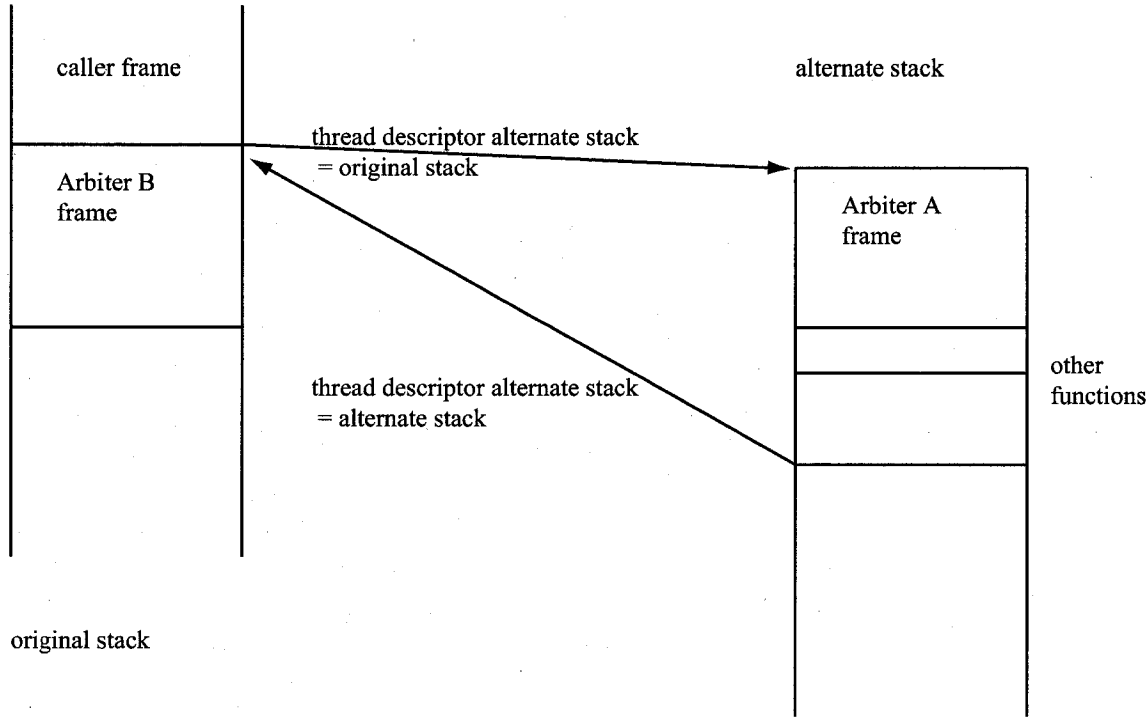 caller frame
alternate stack
thread descriptor alternate stack
= original stack
Arbiter B
frame
Arbiter A
frame
other
functions
thread descriptor alternate stack
= alternate stack
original stack